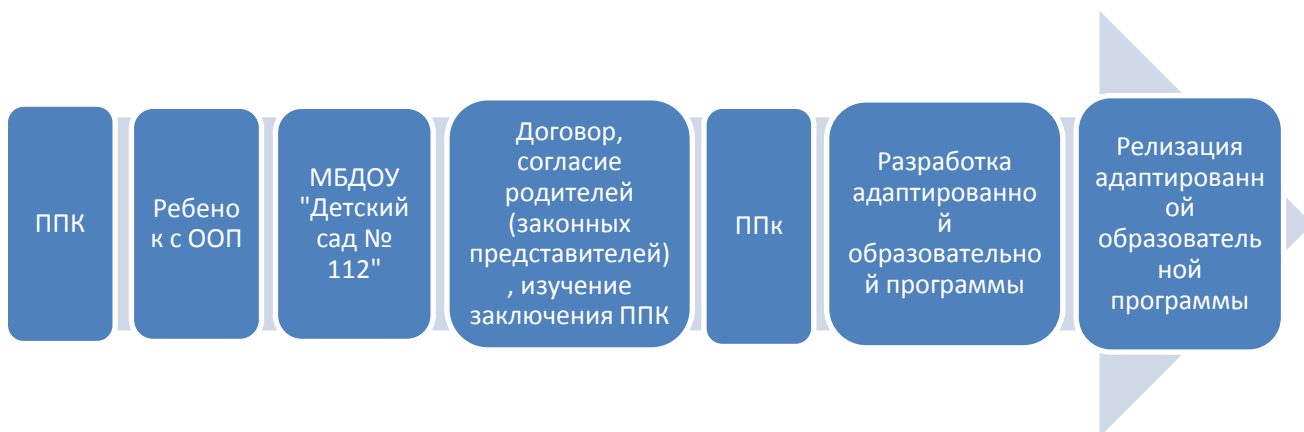 ППК
Ребено
к с ООП
МБДОУ
"Детский
сад №
112"
Договор,
согласие
родителей
(законных
представителей)
, изучение
заключения ППК
ППк
Разработка
адаптированно
й
образовательно
й программы
Релизация
адаптированн
ой
образователь
ной
программы